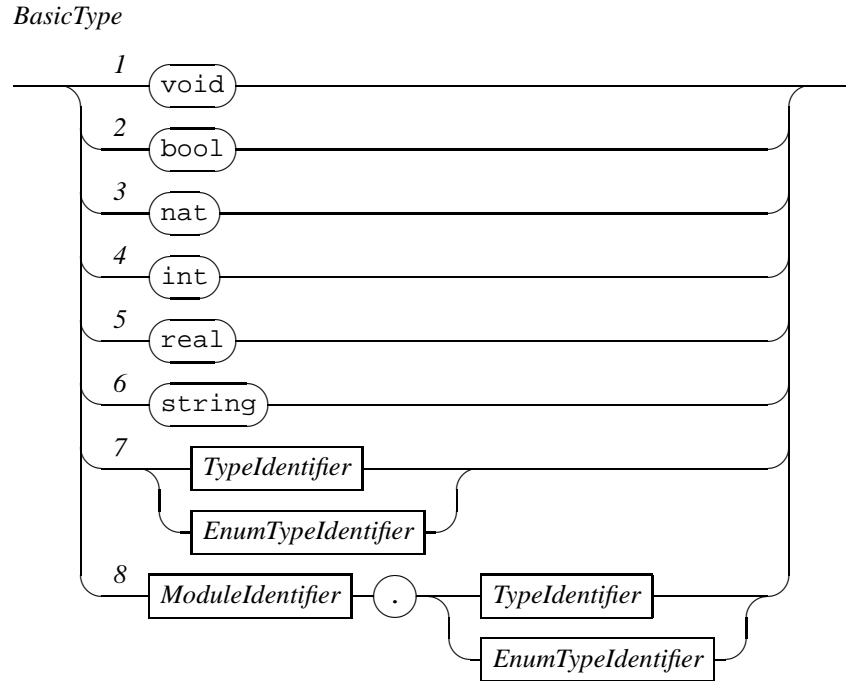 BasicType
1 void
2 bool
3 nat
4 int
5 real
6 string
7 TypeIdentifier
EnumTypeIdentifier
8 ModuleIdentifier . TypeIdentifier
EnumTypeIdentifier